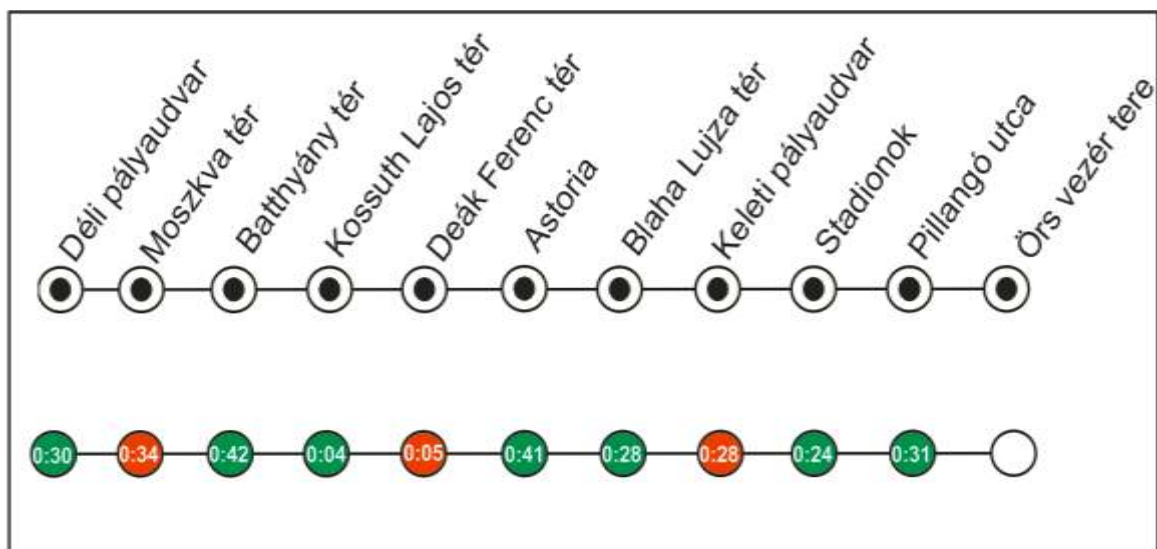 Déli pályaudvar
Moszkva tér
Batthyány tér
Kossuth Lajos tér
Deák Ferenc tér
Astoria
Blaha Lujza tér
Keleti pályaudvar
Stadionok
Pillangó utca
Örs vezér tere
0:30 0:34 0:42 0:04 0:05 0:41 0:28 0:28 0:24 0:31